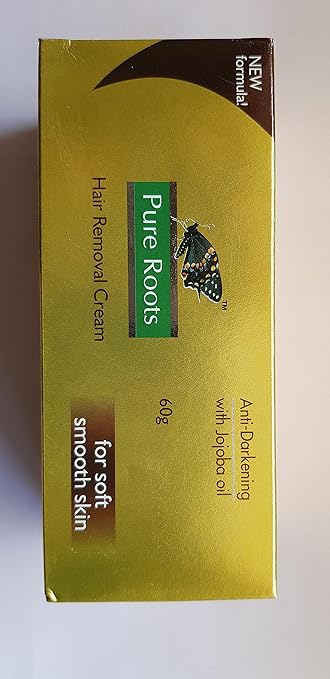 NEW
formula!
Pure Roots
™
Hair Removal Cream
Anti-Darkening
with Jojoba oil
60g
for soft
smooth skin